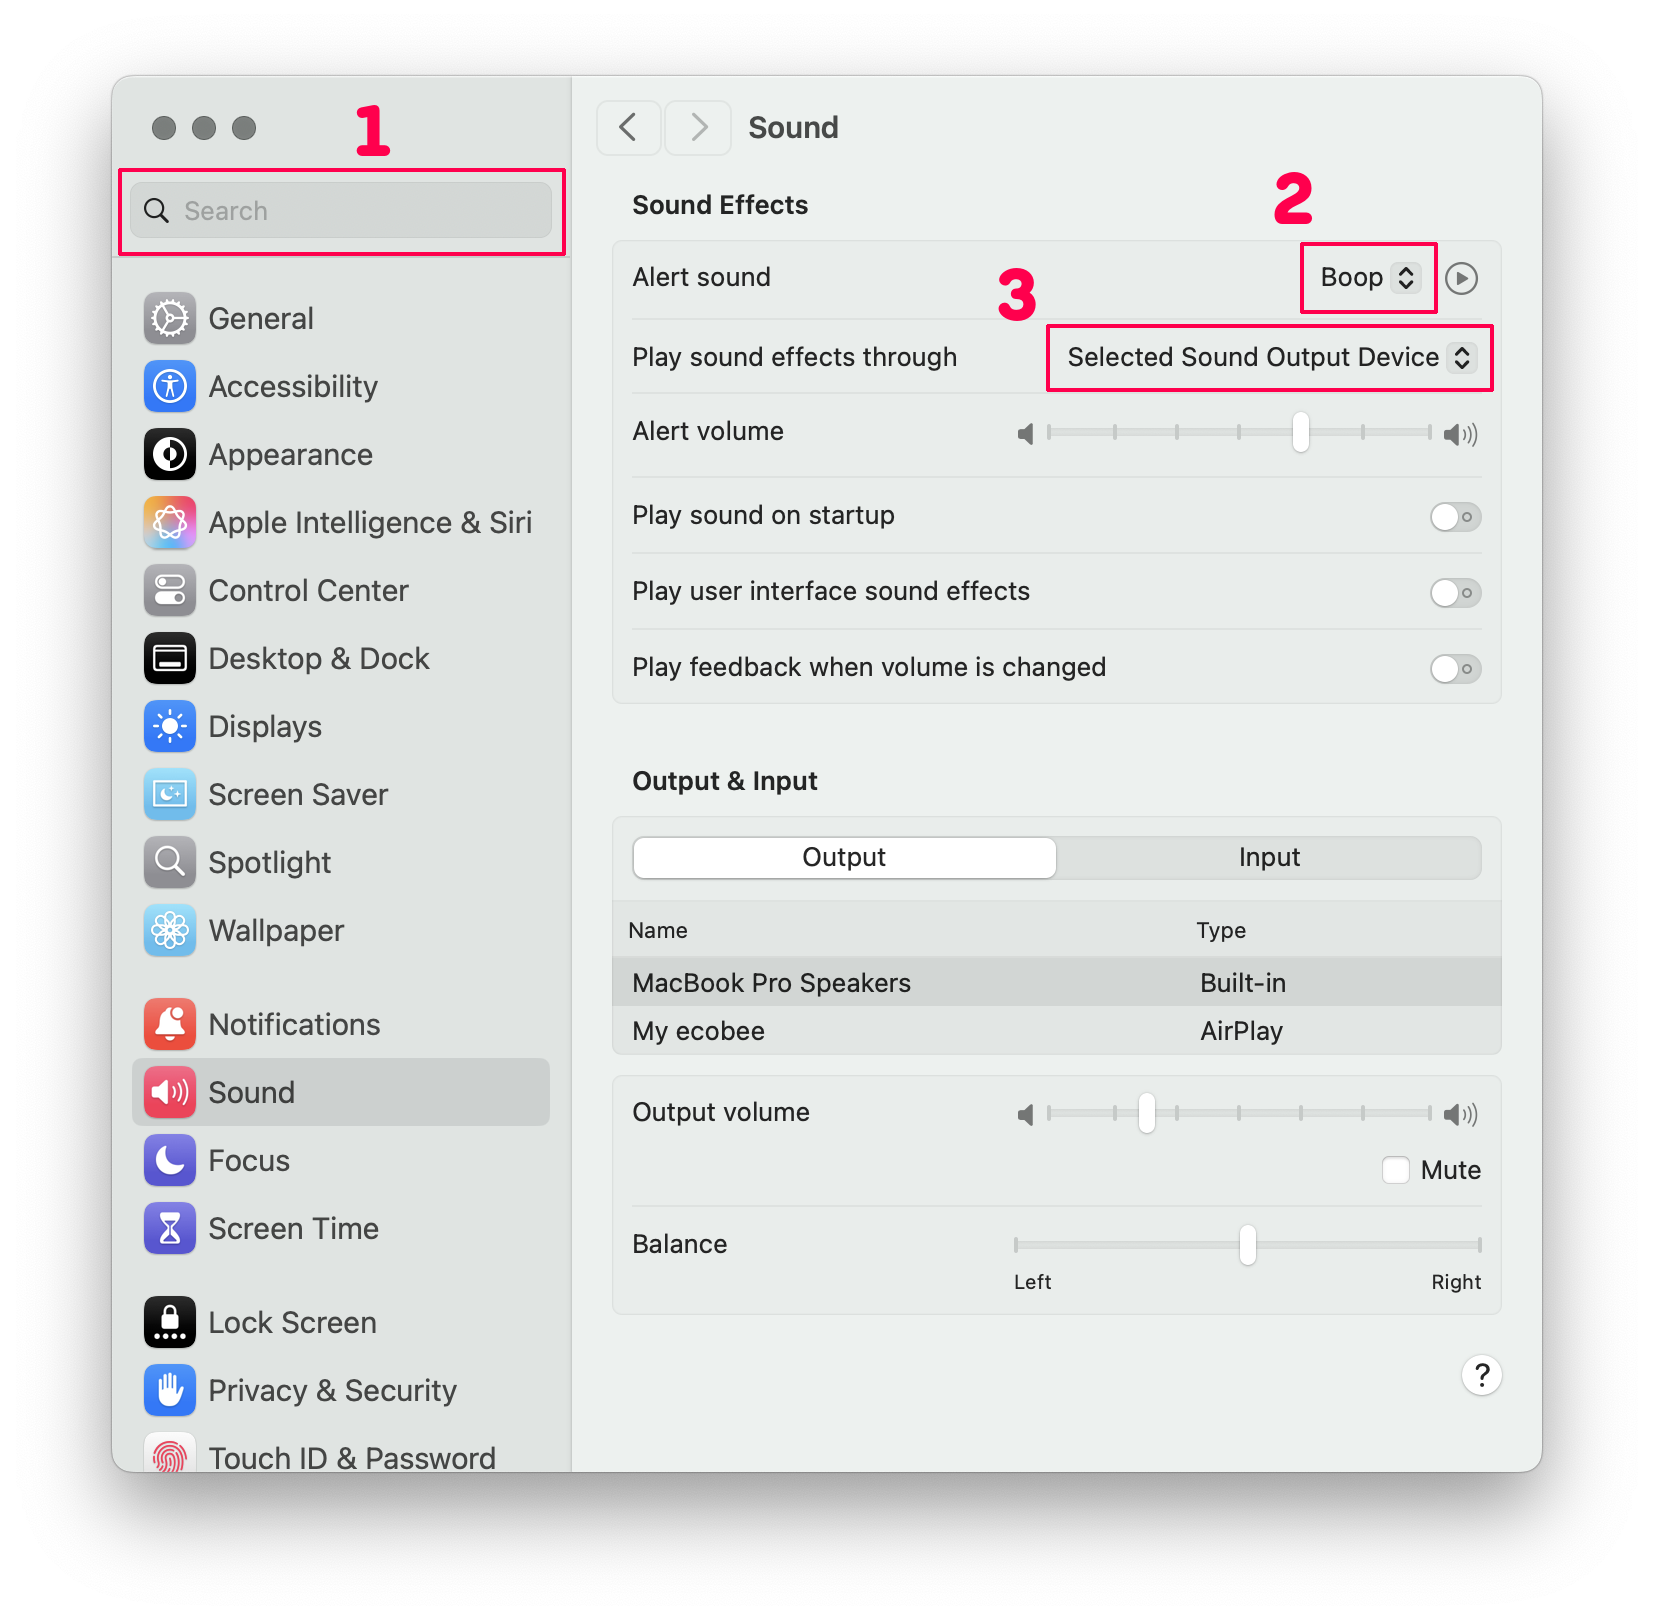 1
Search
General
Accessibility
Appearance
Apple Intelligence & Siri
Control Center
Desktop & Dock
Displays
Screen Saver
Spotlight
Wallpaper
Notifications
Sound
Focus
Screen Time
Lock Screen
Privacy & Security
Touch ID & Password
Sound
Sound Effects
2
Alert sound Boop
3
Play sound effects through Selected Sound Output Device
Alert volume
Play sound on startup
Play user interface sound effects
Play feedback when volume is changed
Output & Input
Output Input
Name Type
MacBook Pro Speakers Built-in
My ecobee AirPlay
Output volume
Mute
Balance
Left Right
?